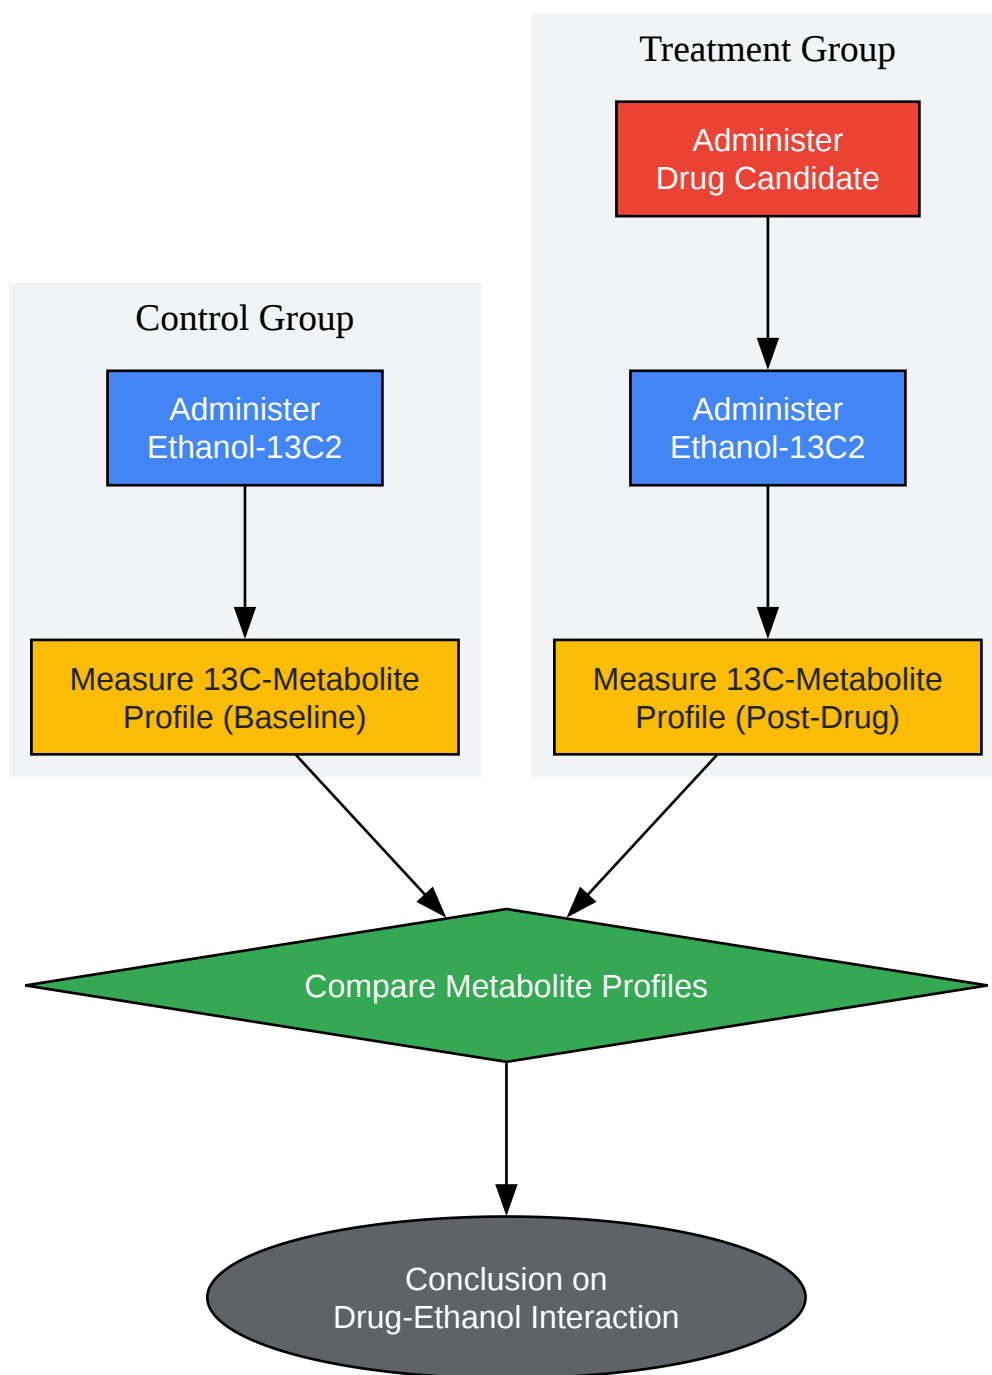 Treatment Group
Administer
Drug Candidate
Control Group
Administer
Ethanol-13C2
Administer
Ethanol-13C2
Measure 13C-Metabolite
Profile (Baseline)
Measure 13C-Metabolite
Profile (Post-Drug)
Compare Metabolite Profiles
Conclusion on
Drug-Ethanol Interaction